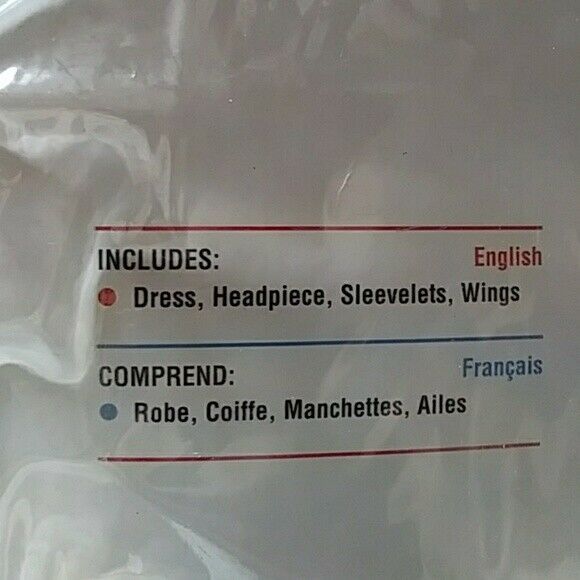 INCLUDES: English
Dress, Headpiece, Sleevelets, Wings
COMPREND: Français
Robe, Coiffe, Manchettes, Ailes